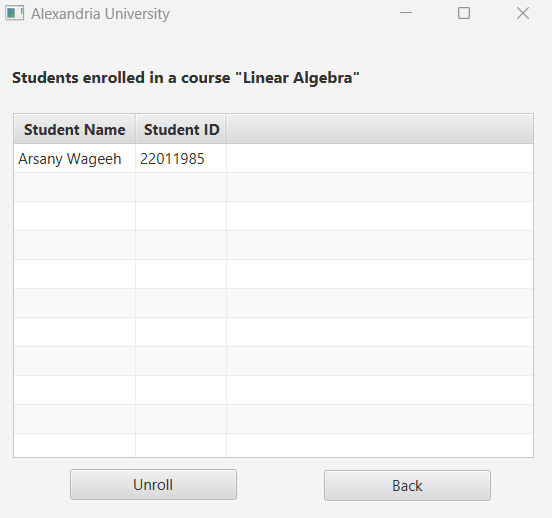 Alexandria University
Students enrolled in a course "Linear Algebra"
Student Name Student ID
Arsany Wageeh 22011985
Unroll Back